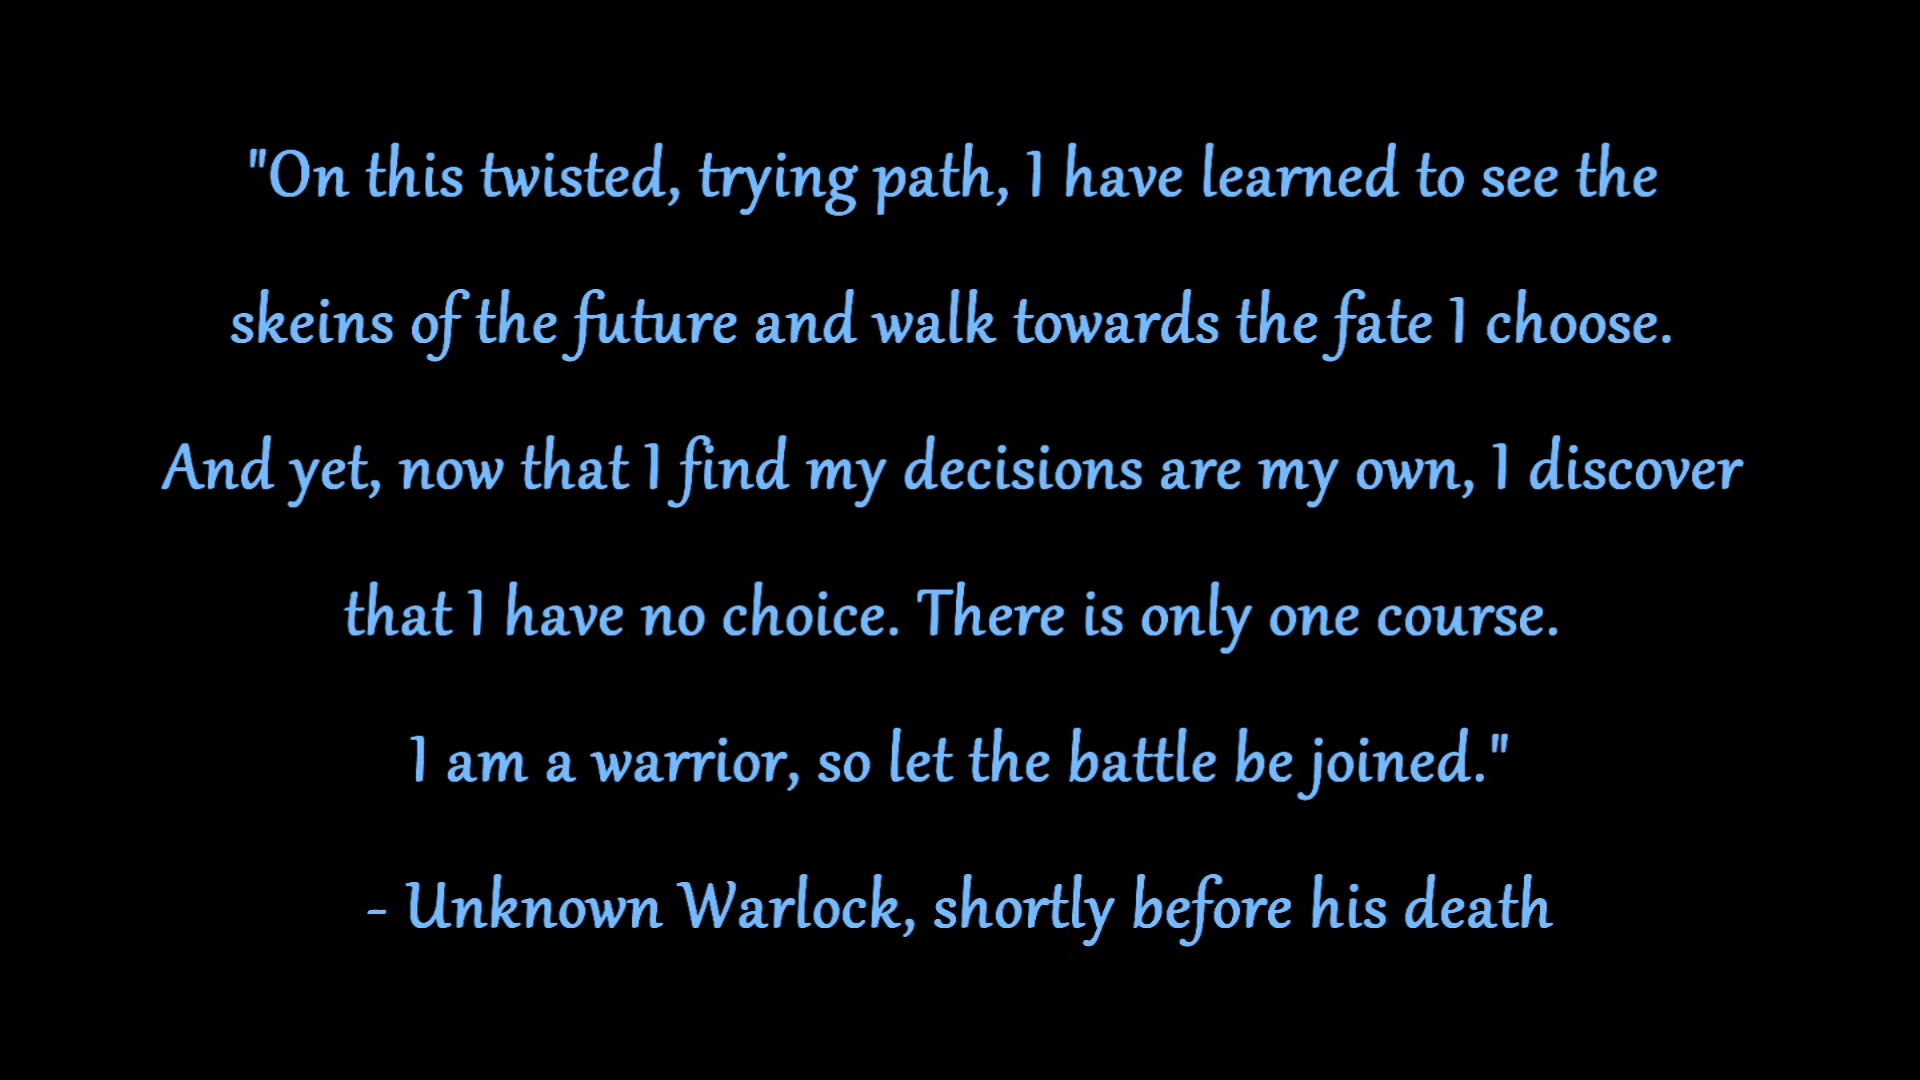 "On this twisted, trying path, I have learned to see the
skeins of the future and walk towards the fate I choose.
And yet, now that I find my decisions are my own, I discover
that I have no choice. There is only one course.
I am a warrior, so let the battle be joined."
- Unknown Warlock, shortly before his death